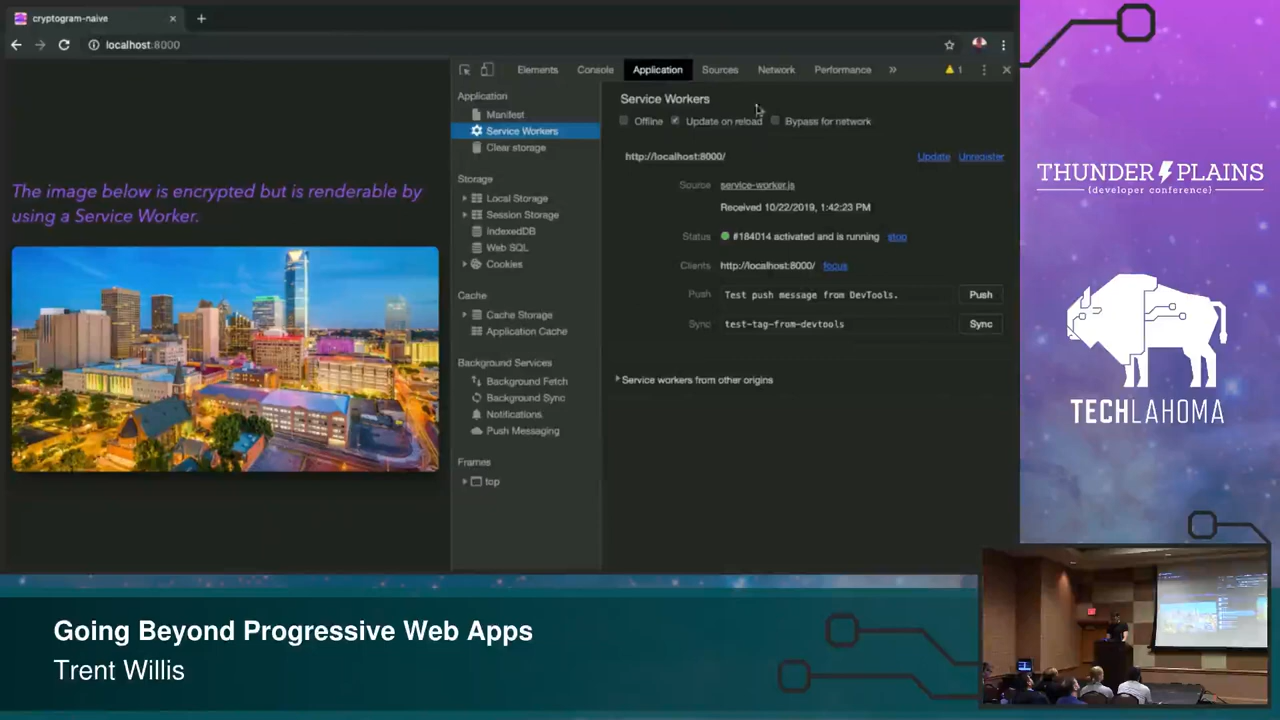 cryptogram-naive
localhost:8000
Elements Console Application Sources Network Performance » 1
The image below is encrypted but is renderable by
using a Service Worker.
Application
Manifest
Service Workers
Clear storage
Storage
Local Storage
Session Storage
IndexedDB
Web SQL
Cookies
Cache
Cache Storage
Application Cache
Background Services
Background Fetch
Background Sync
Notifications
Push Messaging
Frames
top
Service Workers
Offline Update on reload Bypass for network
http://localhost:8000/ Update Unregister
Source service-worker.js
Received 10/22/2019, 1:42:23 PM
Status #184014 activated and is running stop
Clients http://localhost:8000/ focus
Push Test push message from DevTools. Push
Sync test-tag-from-devtools Sync
Service workers from other origins
THUNDER PLAINS
{developer conference}
TECHLAHOMA
Going Beyond Progressive Web Apps
Trent Willis